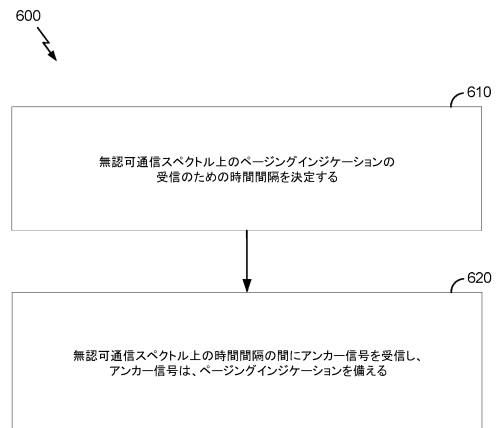 600
610
無認可通信スペクトル上のページングインジケーションの
受信のための時間間隔を決定する
620
無認可通信スペクトル上の時間間隔の間にアンカー信号を受信し、
アンカー信号は、ページングインジケーションを備える